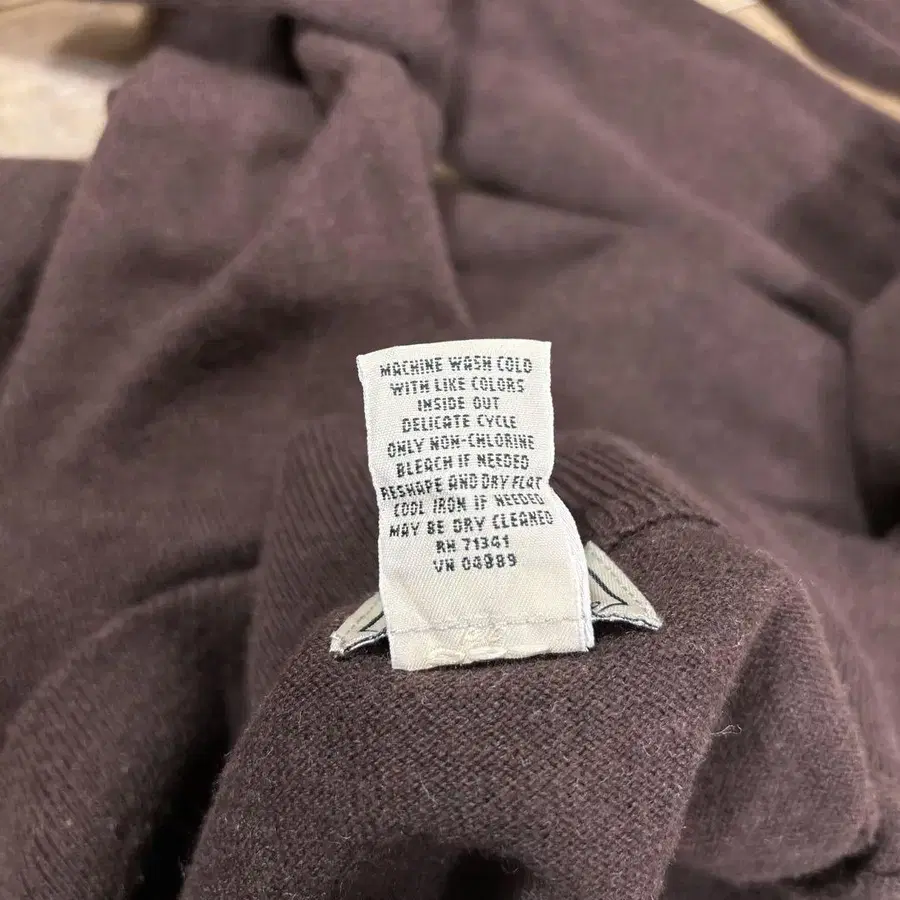 MACHINE WASH COLD
WITH LIKE COLORS
INSIDE OUT
DELICATE CYCLE
ONLY NON-CHLORINE
BLEACH IF NEEDED
RESHAPE AND DRY FLAT
COOL IRON IF NEEDED
MAY BE DRY CLEANED
RN 71341
VN 04889